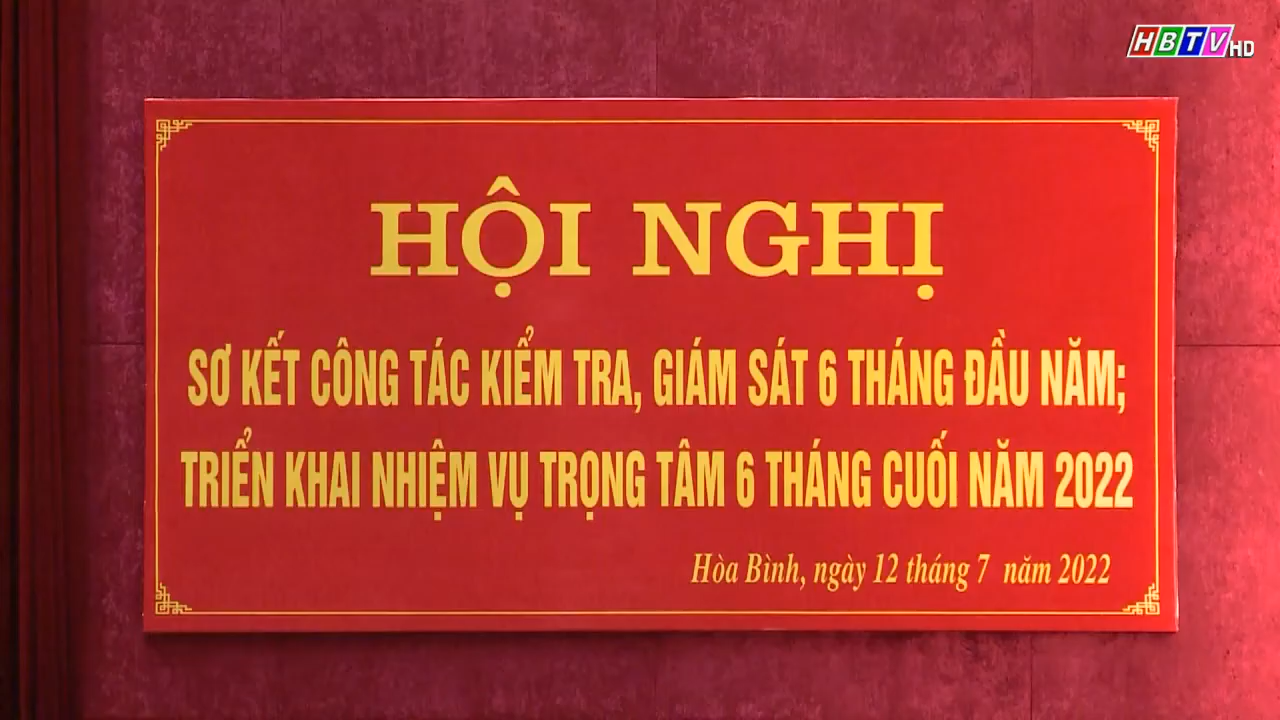 HBTV HD
HỘI NGHỊ
SƠ KẾT CÔNG TÁC KIỂM TRA, GIÁM SÁT 6 THÁNG ĐẦU NĂM;
TRIỂN KHAI NHIỆM VỤ TRỌNG TÂM 6 THÁNG CUỐI NĂM 2022
Hòa Bình, ngày 12 tháng 7 năm 2022